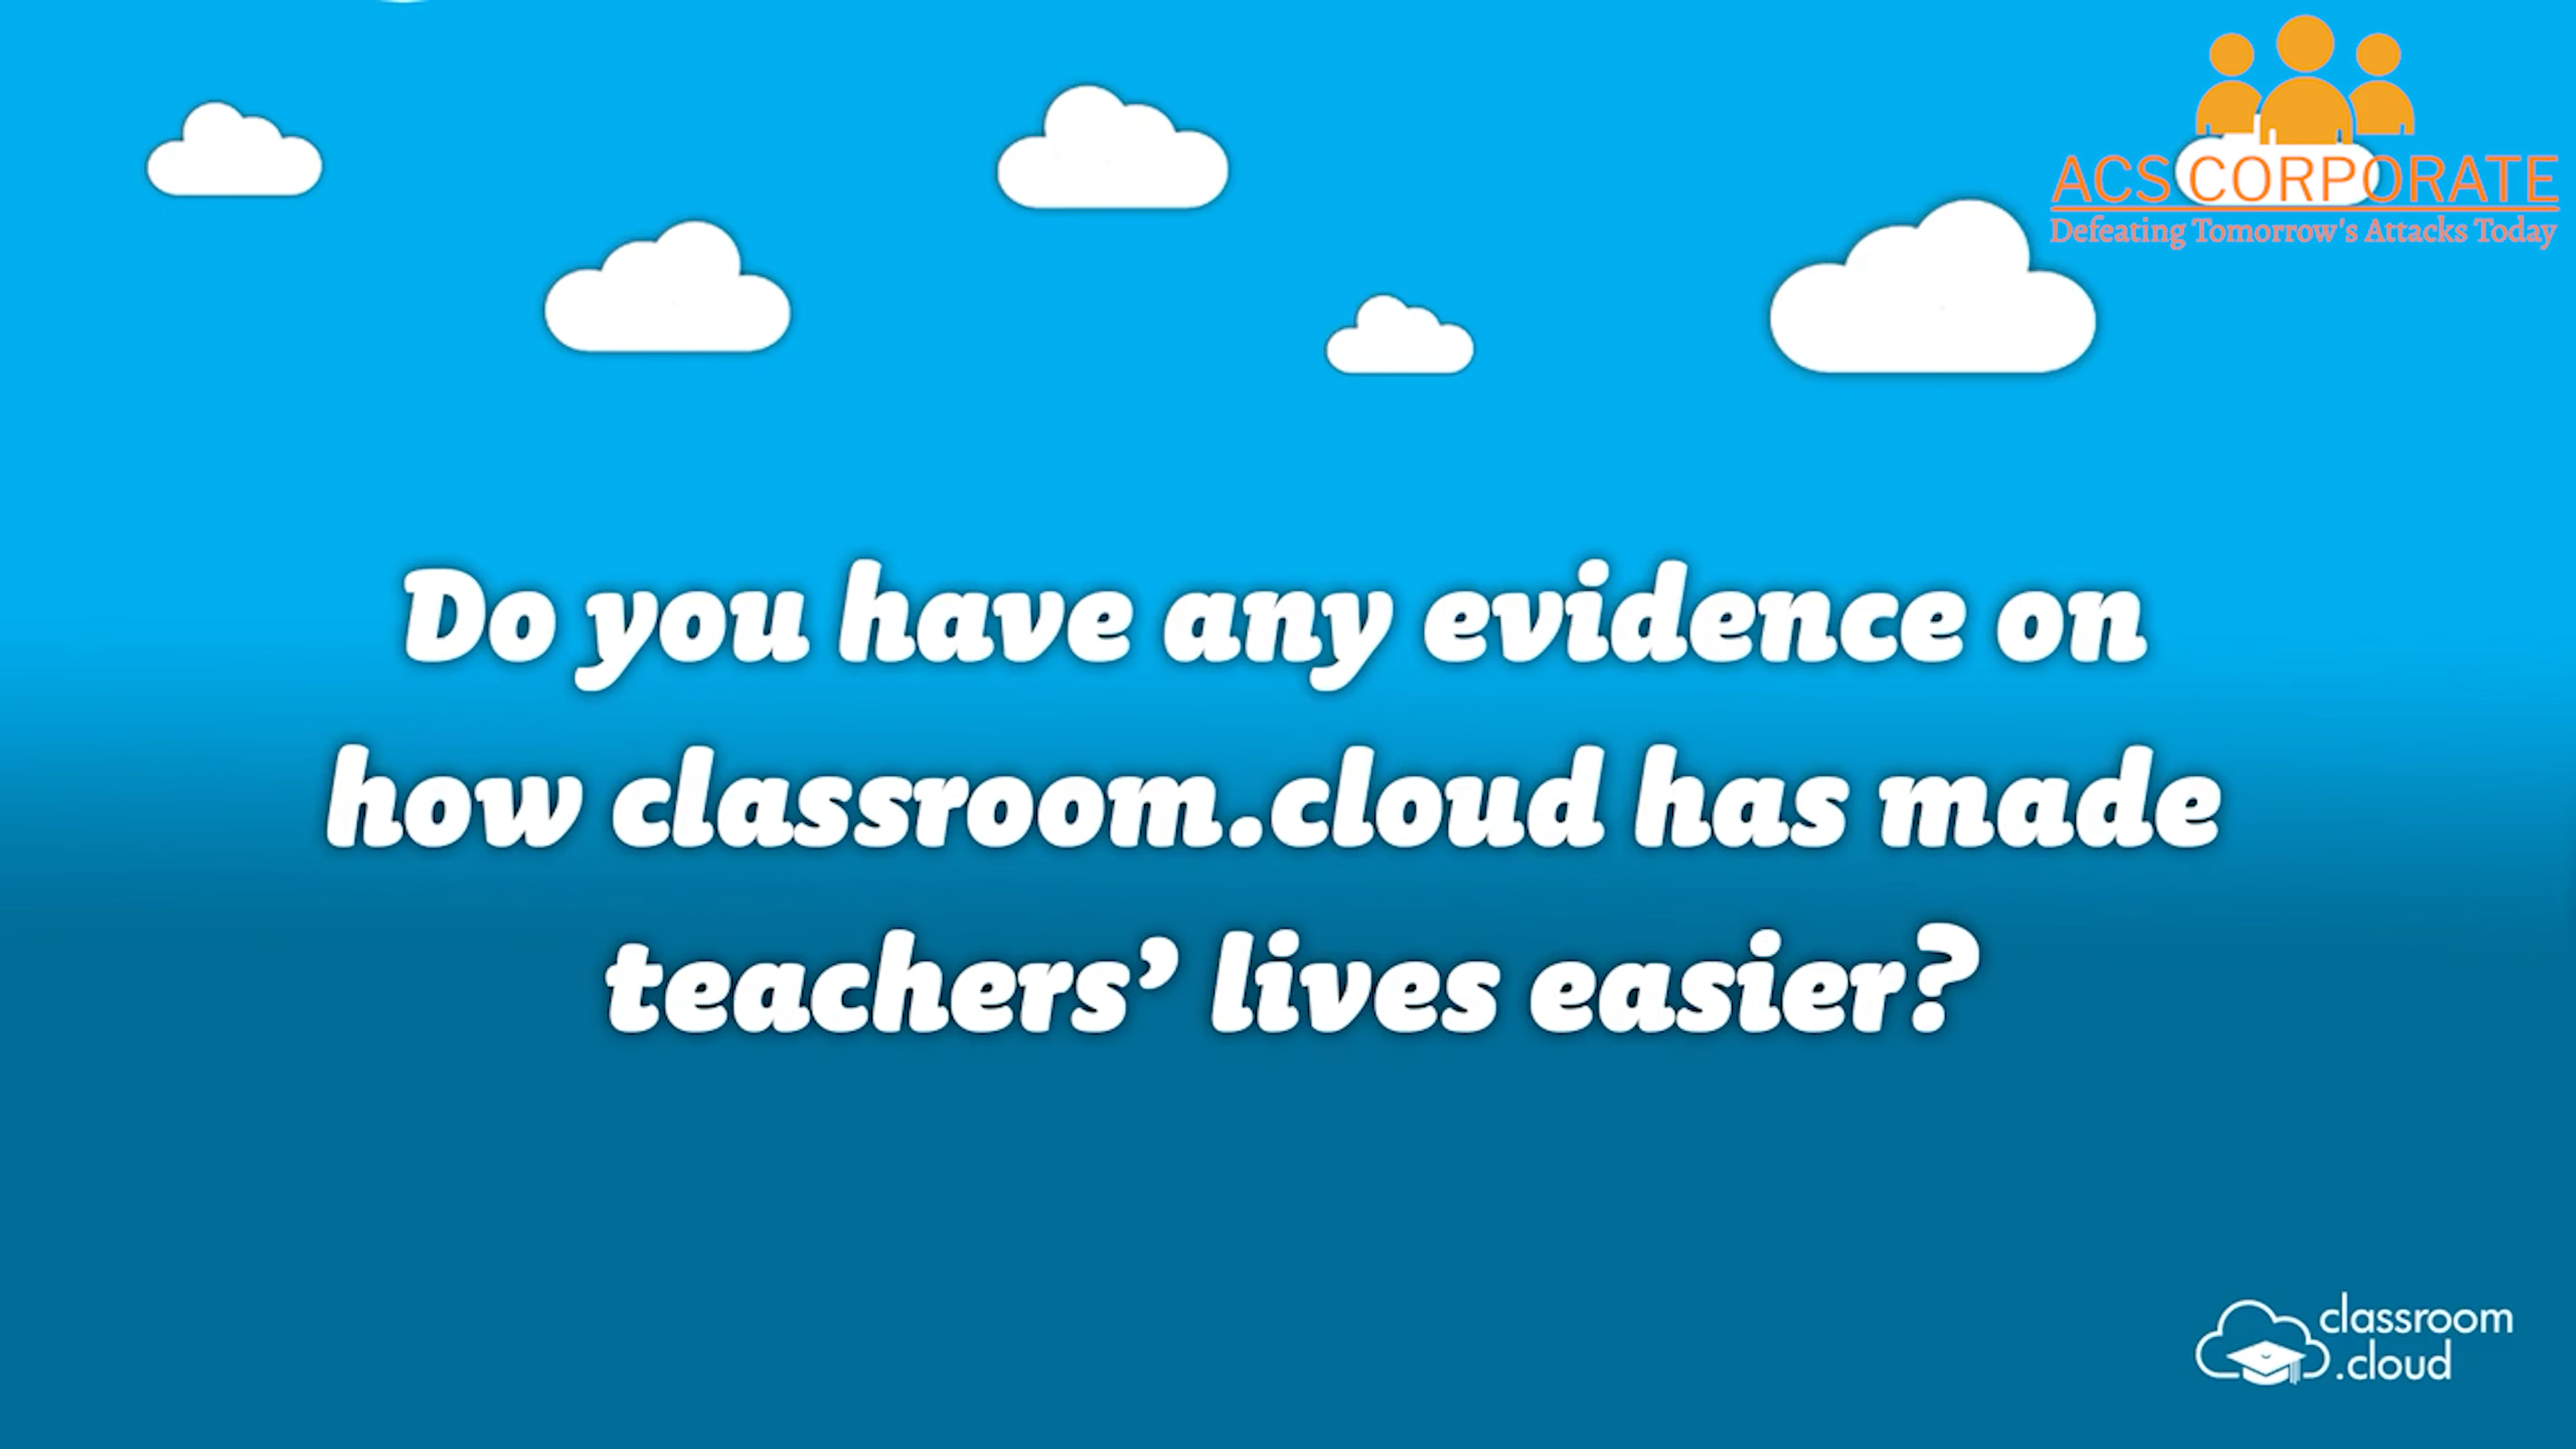 ACS CORPORATE
Defeating Tomorrow's Attacks Today
Do you have any evidence on
how classroom.cloud has made
teachers’ lives easier?
classroom
.cloud